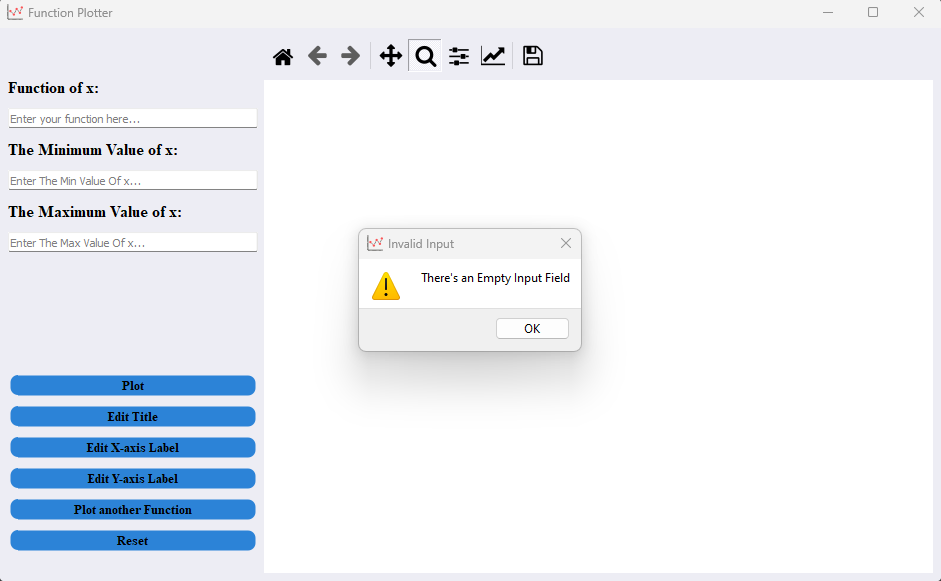 Function Plotter
Function of x:
Enter your function here...
The Minimum Value of x:
Enter The Min Value Of x...
The Maximum Value of x:
Enter The Max Value Of x...
Invalid Input
There's an Empty Input Field
OK
Plot
Edit Title
Edit X-axis Label
Edit Y-axis Label
Plot another Function
Reset